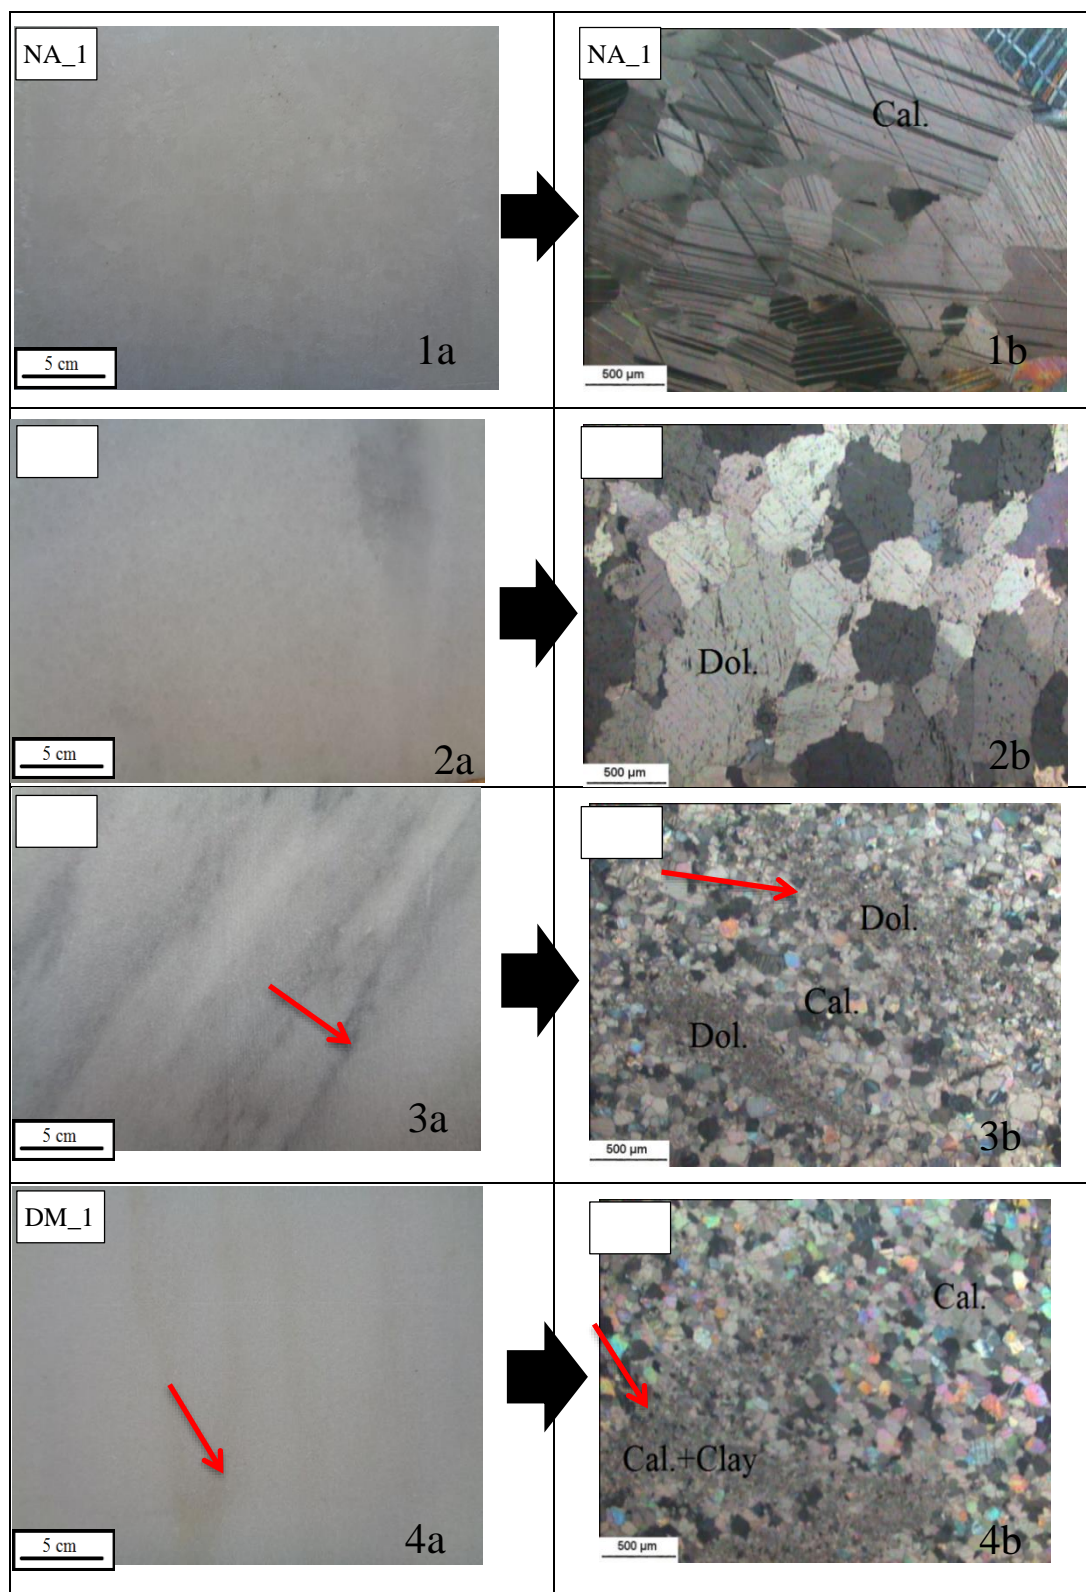 NA_1
NA_1
Cal.
5 cm
1a
500 µm
1b
Dol.
5 cm
2a
500 µm
2b
Dol.
Cal.
Dol.
5 cm
3a
500 µm
3b
DM_1
Cal.
Cal.+Clay
5 cm
4a
500 µm
4b